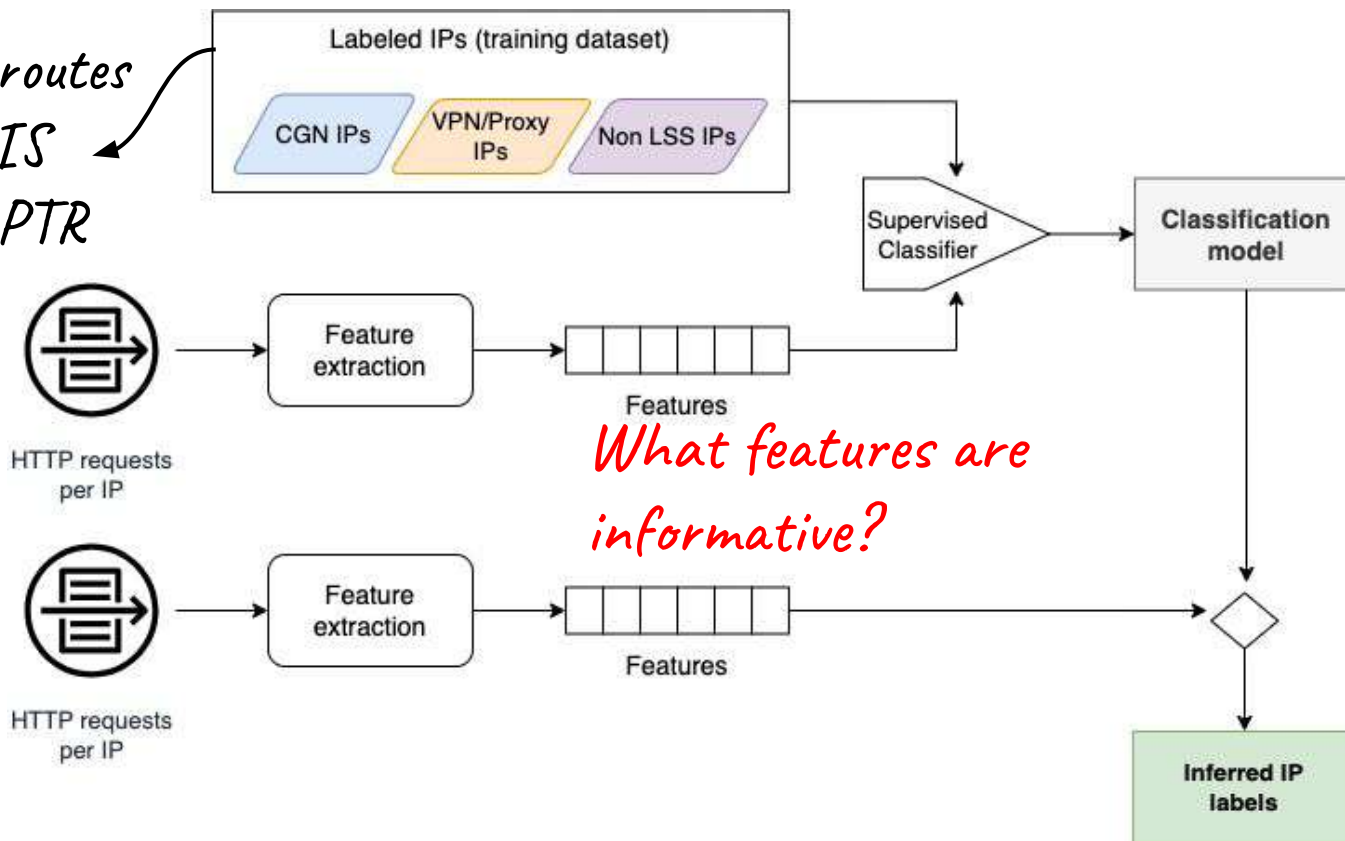 Labeled IPs (training dataset)
routes
IS
PTR
CGN IPs
VPN/Proxy
IPs
Non LSS IPs
Supervised
Classifier
Classification
model
Feature
extraction
Features
HTTP requests
per IP
What features are
informative?
Feature
extraction
Features
HTTP requests
per IP
Inferred IP
labels